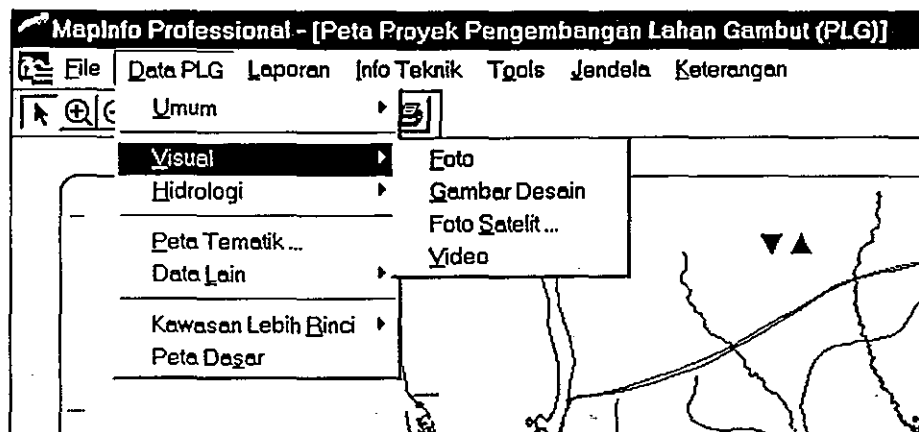 MapInfo Professional - [Peta Proyek Pengembangan Lahan Gambut (PLG)]
File Data PLG Laporan Info Teknik Tools Jendela Keterangan
Umum
Visual
Hidrologi
Peta Tematik ...
Data Lain
Kawasan Lebih Rinci
Peta Dasar
Foto
Gambar Desain
Foto Satelit ...
Video